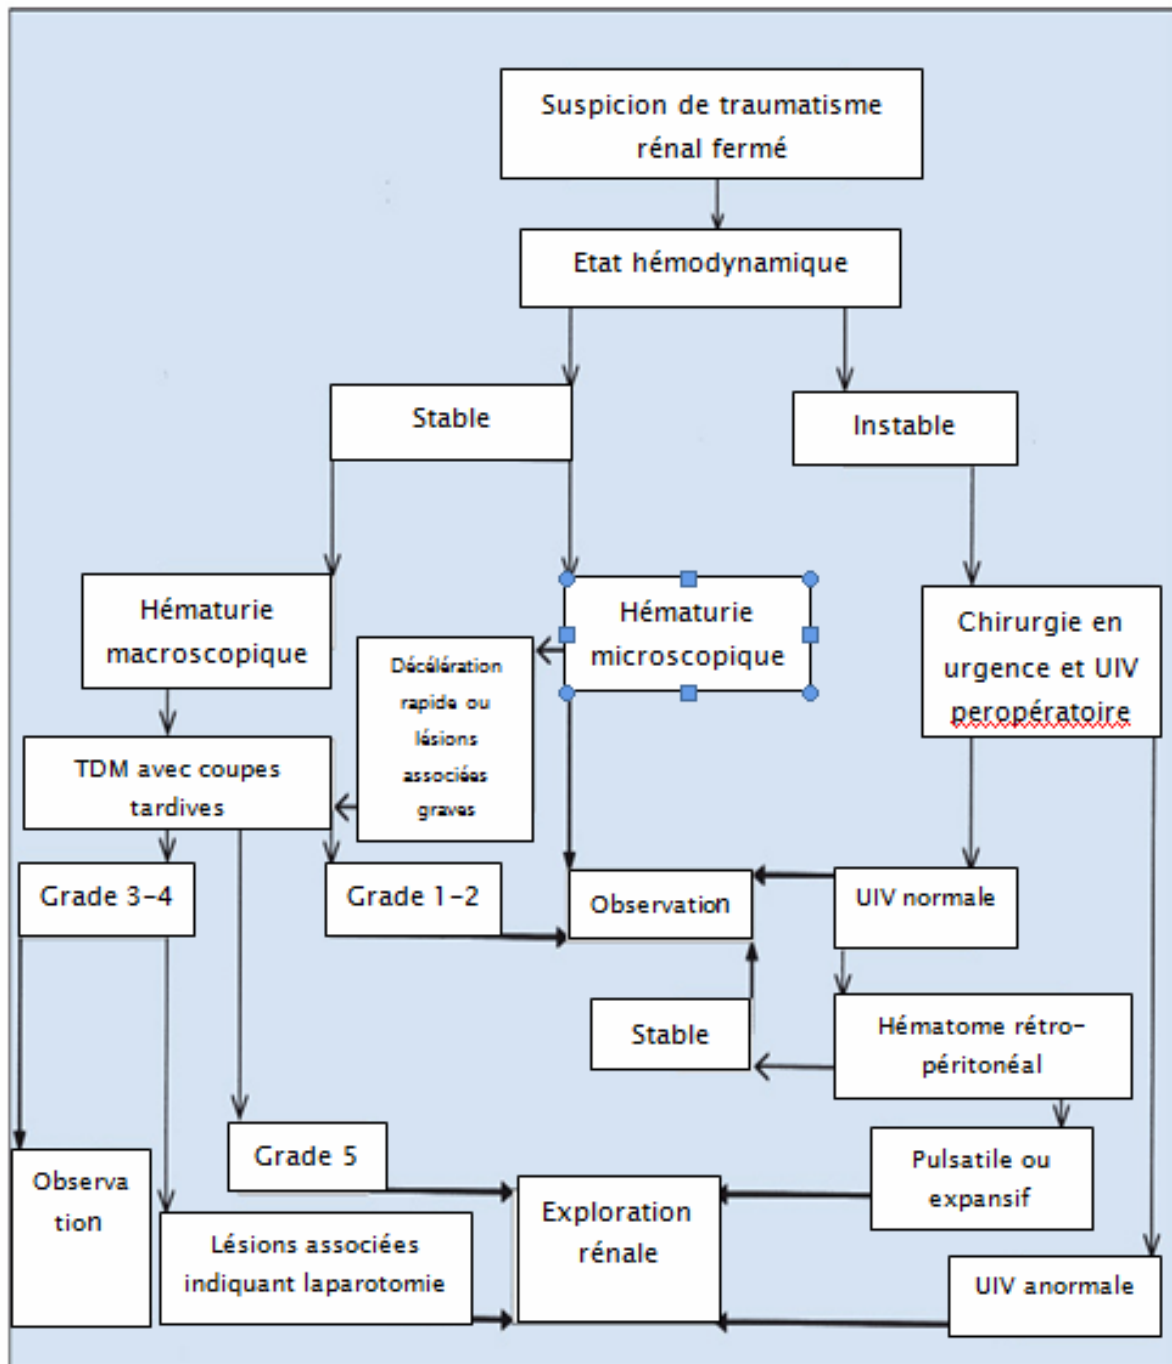 Suspicion de traumatisme
rénal fermé
Etat hémodynamique
Stable
Instable
Hématurie
macroscopique
Hématurie
microscopique
Chirurgie en
urgence et UIV
peropératoire
Décélération
rapide ou
lésions
associées
graves
TDM avec coupes
tardives
Grade 3-4
Grade 1-2
Observation
UIV normale
Stable
Hématome rétro-
péritonéal
Grade 5
Pulsatile ou
expansif
Observa
tion
Exploration
rénale
Lésions associées
indiquant laparotomie
UIV anormale